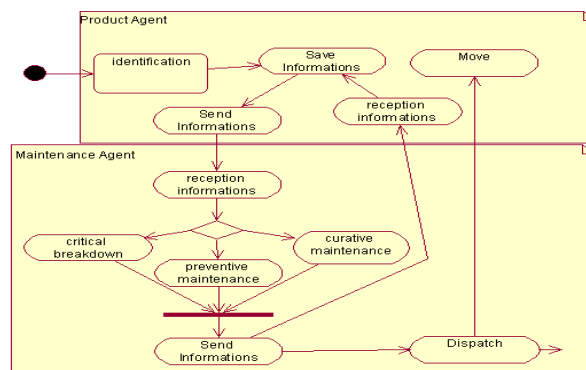 Product Agent
identification
Save
Informations
Move
Send
Informations
reception
informations
Maintenance Agent
reception
informations
critical
breakdown
preventive
maintenance
curative
maintenance
Send
Informations
Dispatch